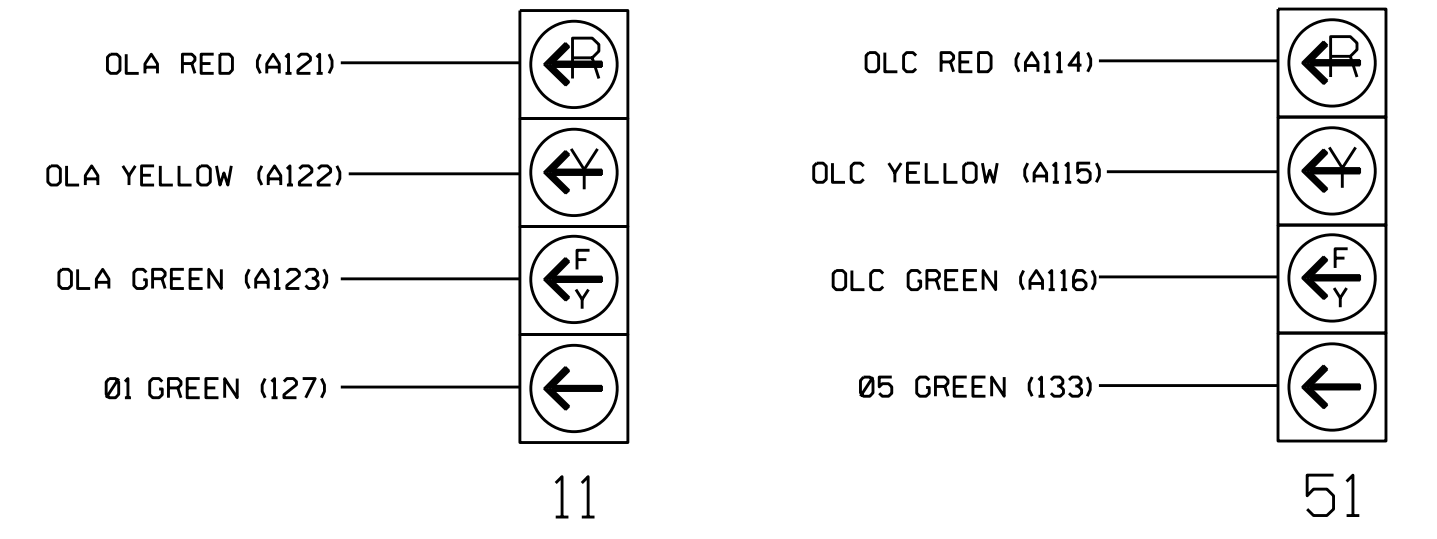 OLA RED (A121)
R
OLA YELLOW (A122)
Y
OLA GREEN (A123)
F
Y
Ø1 GREEN (127)
11
OLC RED (A114)
R
OLC YELLOW (A115)
Y
OLC GREEN (A116)
F
Y
Ø5 GREEN (133)
51